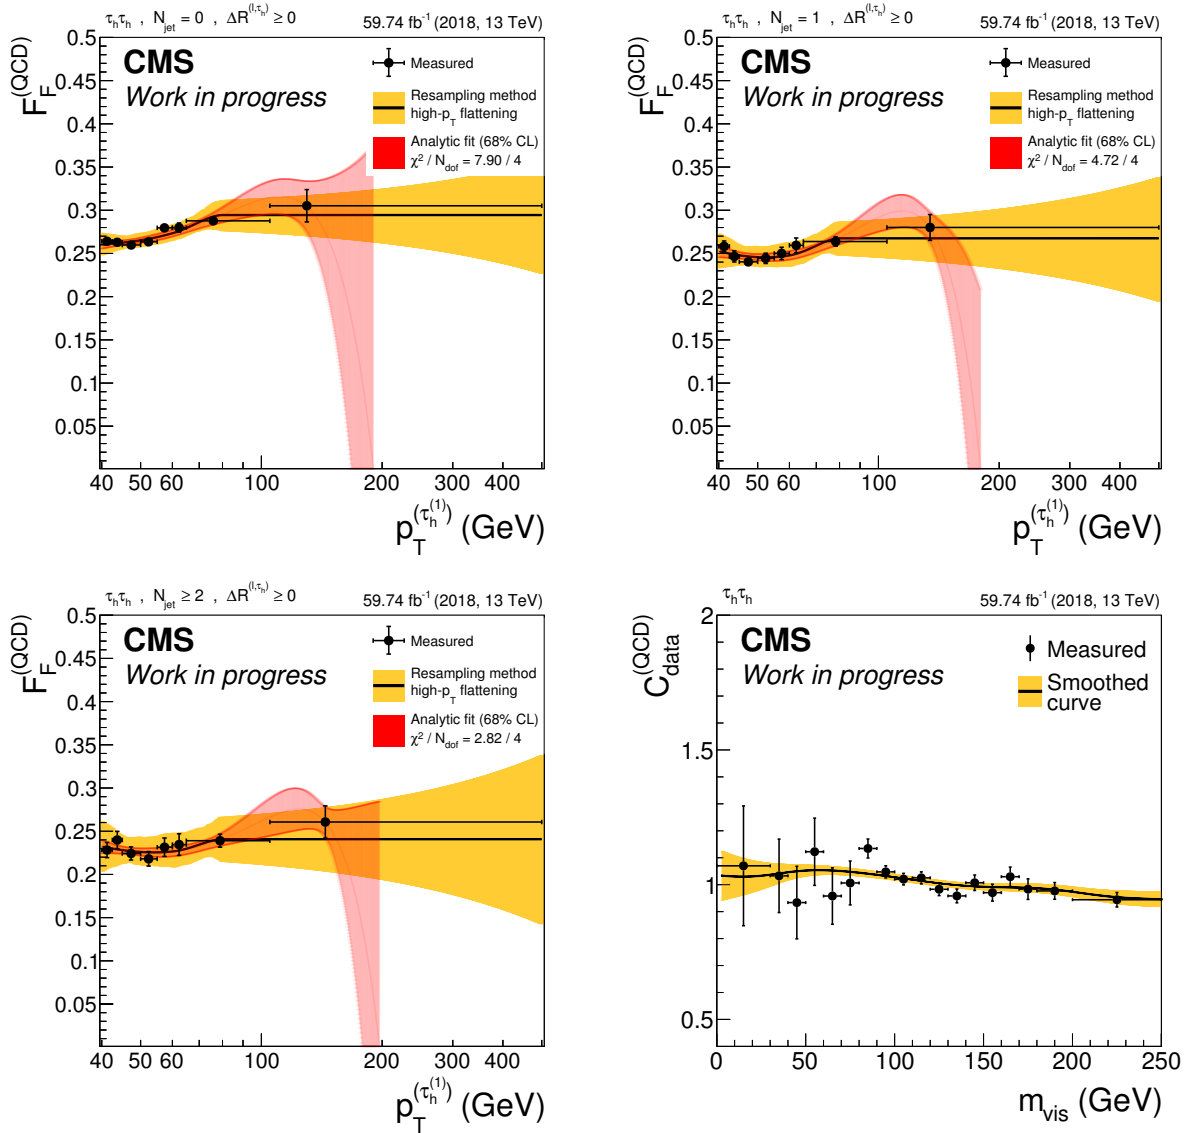 τhτh , Njet = 0 , ΔR(l,τh) ≥ 0 59.74 fb-1 (2018, 13 TeV)
CMS
Work in progress
Measured
Resampling method
high-pT flattening
Analytic fit (68% CL)
χ2 / Ndof = 7.90 / 4
FF(QCD)
0.5
0.45
0.4
0.35
0.3
0.25
0.2
0.15
0.1
0.05
40 50 60 100 200 300 400
pT(τh(1)) (GeV)
τhτh , Njet = 1 , ΔR(l,τh) ≥ 0 59.74 fb-1 (2018, 13 TeV)
CMS
Work in progress
Measured
Resampling method
high-pT flattening
Analytic fit (68% CL)
χ2 / Ndof = 4.72 / 4
FF(QCD)
0.5
0.45
0.4
0.35
0.3
0.25
0.2
0.15
0.1
0.05
40 50 60 100 200 300 400
pT(τh(1)) (GeV)
τhτh , Njet ≥ 2 , ΔR(l,τh) ≥ 0 59.74 fb-1 (2018, 13 TeV)
CMS
Work in progress
Measured
Resampling method
high-pT flattening
Analytic fit (68% CL)
χ2 / Ndof = 2.82 / 4
FF(QCD)
0.5
0.45
0.4
0.35
0.3
0.25
0.2
0.15
0.1
0.05
40 50 60 100 200 300 400
pT(τh(1)) (GeV)
τhτh 59.74 fb-1 (2018, 13 TeV)
CMS
Work in progress
Measured
Smoothed
curve
Cdata(QCD)
2
1.5
1
0.5
0 50 100 150 200 250
mvis (GeV)